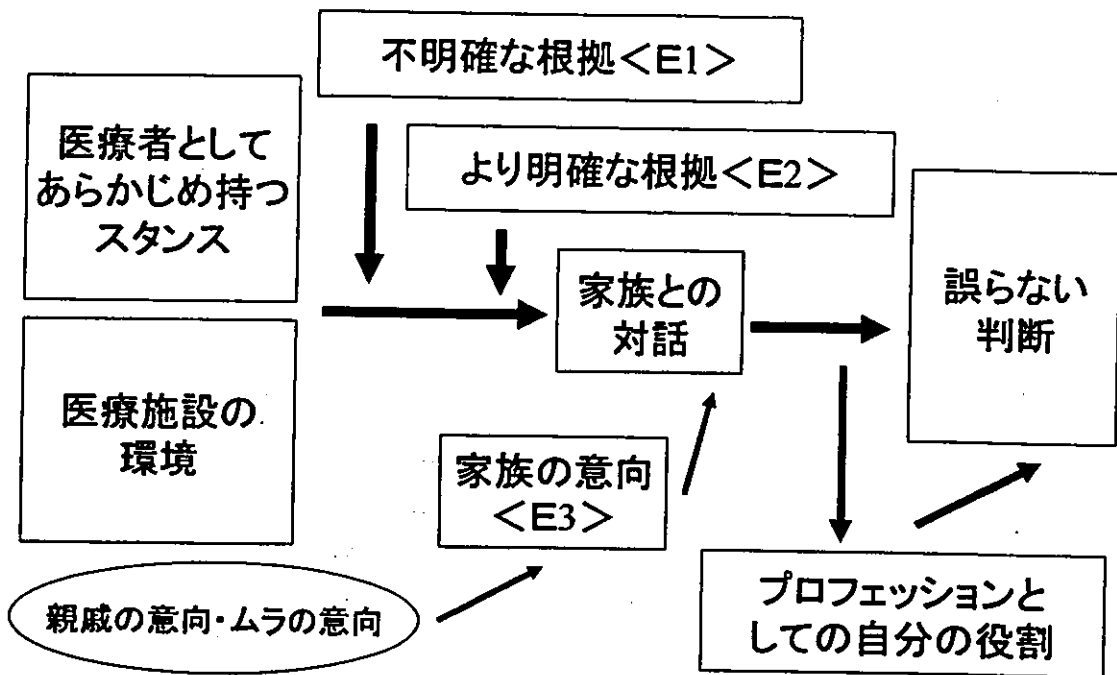 不明確な根拠＜E1＞
医療者として
あらかじめ持つ
スタンス
より明確な根拠＜E2＞
家族との
対話
誤らない
判断
医療施設の
環境
家族の意向
＜E3＞
親戚の意向・ムラの意向
プロフェッションと
しての自分の役割